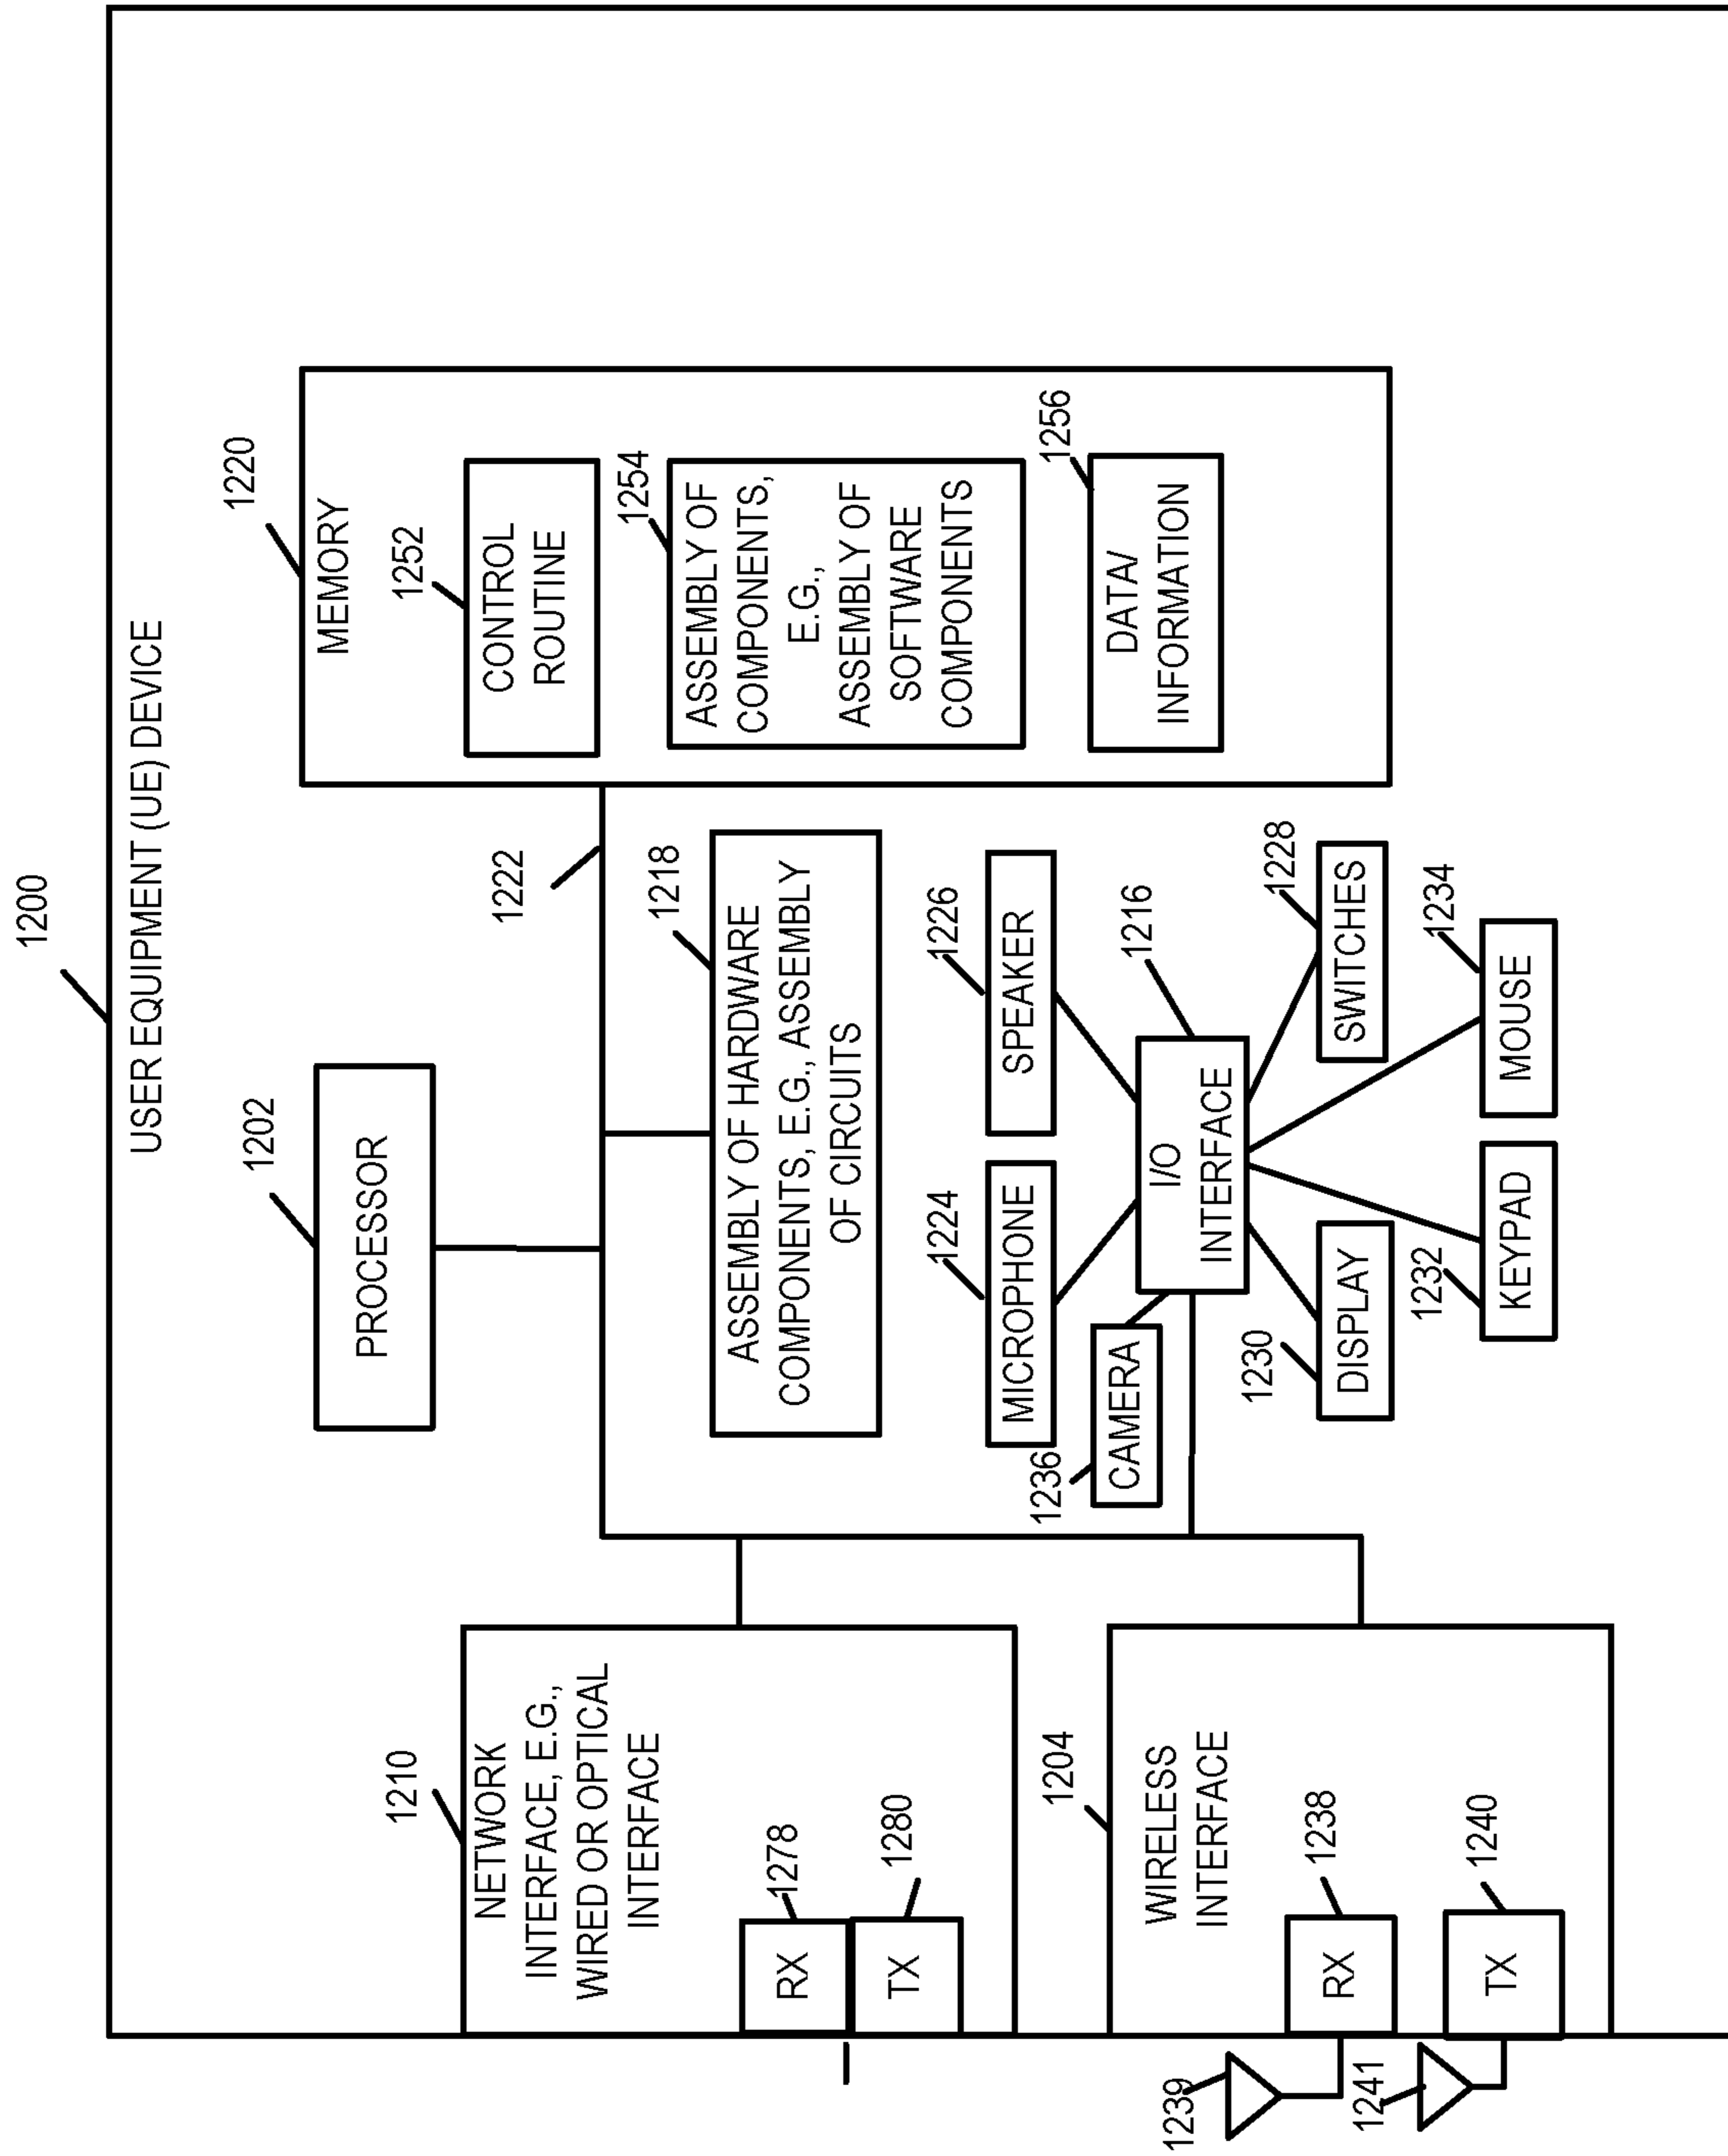 1200
USER EQUIPMENT (UE) DEVICE
1210
NETWORK
INTERFACE, E.G.,
WIRED OR OPTICAL
INTERFACE
RX
1278
TX
1280
1204
WIRELESS
INTERFACE
RX
1238
TX
1240
1239
1241
1202
PROCESSOR
1222
1218
ASSEMBLY OF HARDWARE
COMPONENTS, E.G., ASSEMBLY
OF CIRCUITS
1224
MICROPHONE
1226
SPEAKER
1236
CAMERA
1216
I/O
INTERFACE
1230
DISPLAY
1228
SWITCHES
1232
KEYPAD
1234
MOUSE
1220
MEMORY
1252
CONTROL
ROUTINE
1254
ASSEMBLY OF
COMPONENTS,
E.G.,
ASSEMBLY OF
SOFTWARE
COMPONENTS
1256
DATA/
INFORMATION